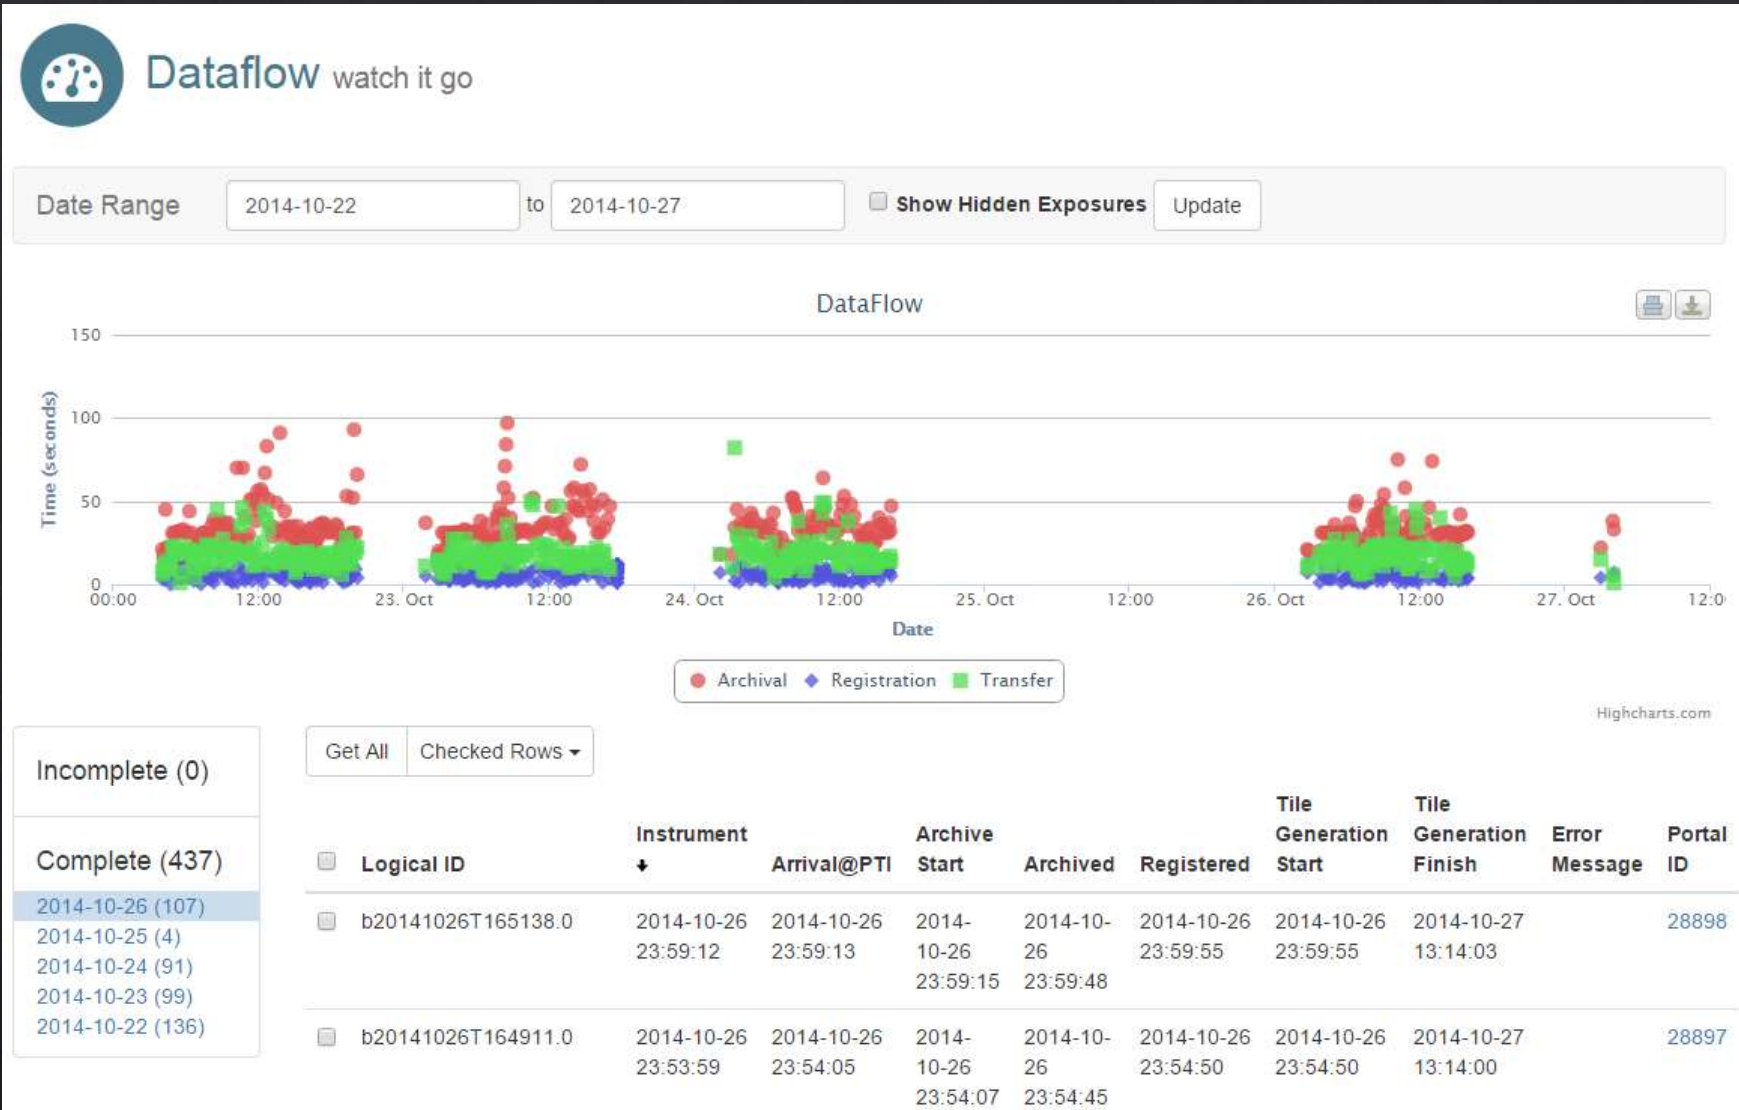 Dataflow watch it go
Date Range 2014-10-22 to 2014-10-27 Show Hidden Exposures Update
DataFlow
150
100
50
0
Time (seconds)
00:00 12:00 23. Oct 12:00 24. Oct 12:00 25. Oct 12:00 26. Oct 12:00 27. Oct 12:0
Date
Archival Registration Transfer
Highcharts.com
Incomplete (0)
Complete (437)
2014-10-26 (107)
2014-10-25 (4)
2014-10-24 (91)
2014-10-23 (99)
2014-10-22 (136)
Get All Checked Rows
Tile Tile
Instrument Archive Generation Generation Error Portal
Logical ID Arrival@PTI Start Archived Registered Start Finish Message ID
b20141026T165138.0 2014-10-26 2014-10-26 2014- 2014-10- 2014-10-26 2014-10-26 2014-10-27 28898
23:59:12 23:59:13 10-26 26 23:59:55 23:59:55 13:14:03
23:59:15 23:59:48
b20141026T164911.0 2014-10-26 2014-10-26 2014- 2014-10- 2014-10-26 2014-10-26 2014-10-27 28897
23:53:59 23:54:05 10-26 26 23:54:50 23:54:50 13:14:00
23:54:07 23:54:45